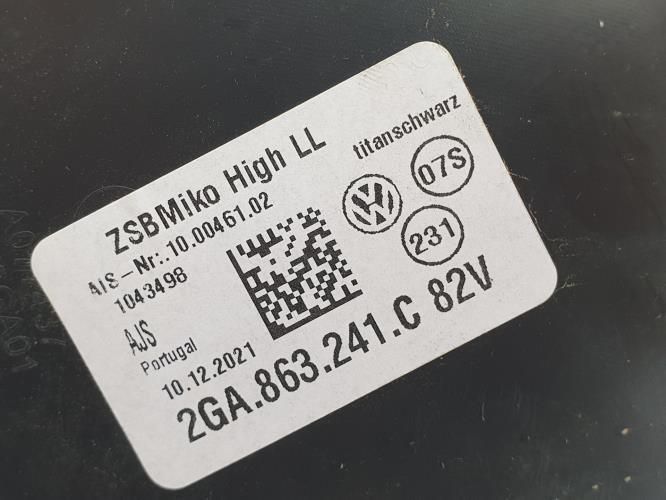 ZSBMiko High LL
titanschwarz
AIS-Nr:.10.00461.02
07S
1043498
231
AJS
Portugal
10.12.2021
2GA.863.241.C 82V